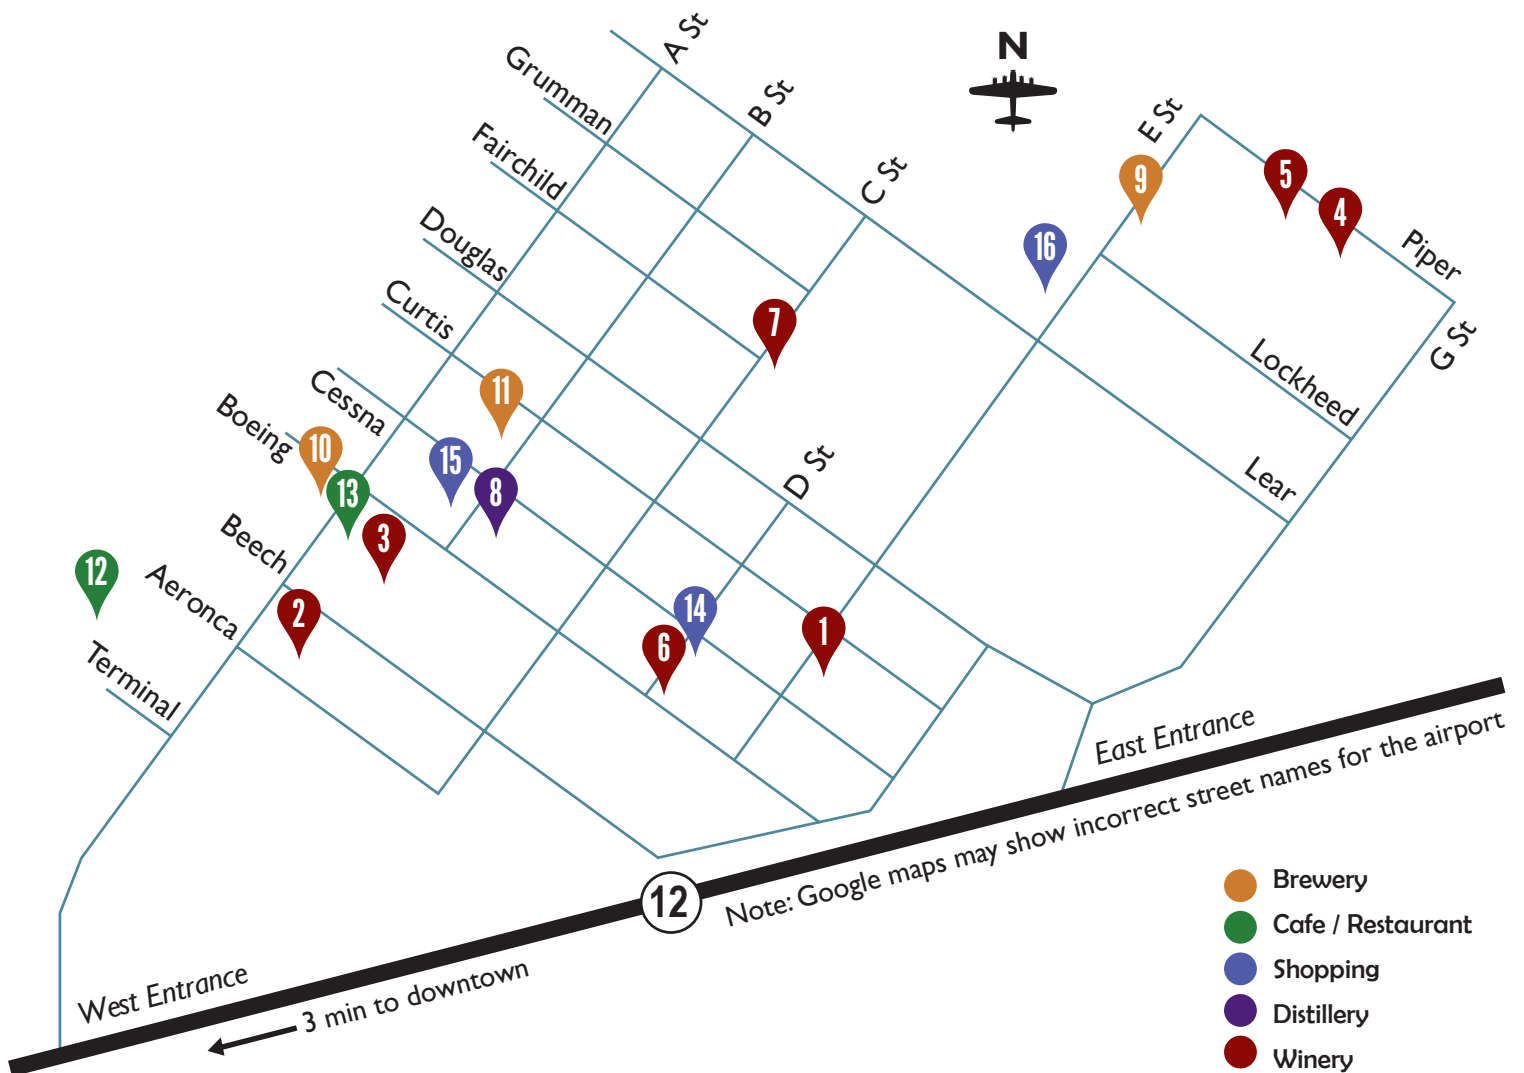 N
A St
B St
C St
E St
Grumman
Fairchild
Douglas
Curtis
Cessna
Boeing
Beech
Aeronca
Terminal
D St
Piper
G St
Lockheed
Lear
9
5
4
16
7
11
10
15
8
13
3
12
2
14
6
1
East Entrance
12
Note: Google maps may show incorrect street names for the airport
West Entrance
3 min to downtown
Brewery
Cafe / Restaurant
Shopping
Distillery
Winery